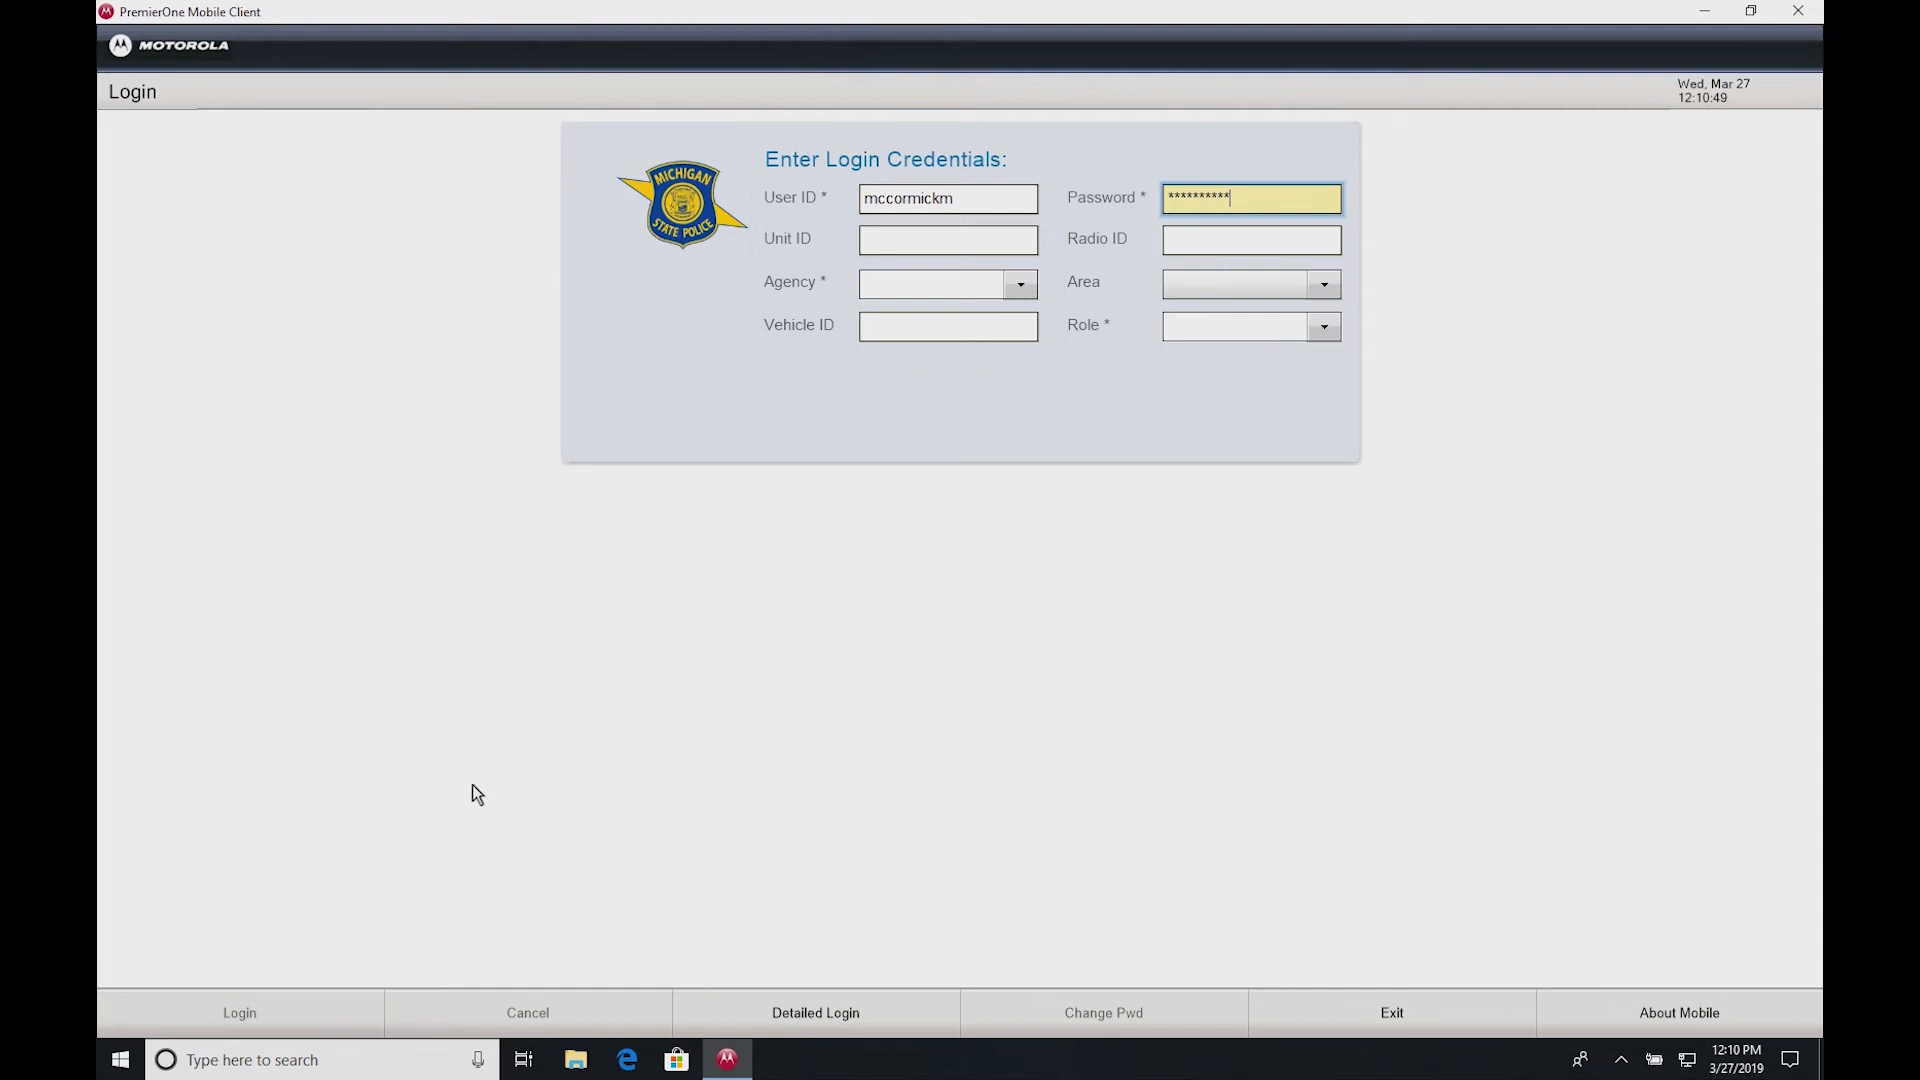 PremierOne Mobile Client
MOTOROLA
Login
Wed, Mar 27
12:10:49
MICHIGAN
STATE POLICE
Enter Login Credentials:
User ID *
mccormickm
Password *
**********
Unit ID
Radio ID
Agency *
Area
Vehicle ID
Role *
Login
Cancel
Detailed Login
Change Pwd
Exit
About Mobile
Type here to search
12:10 PM
3/27/2019